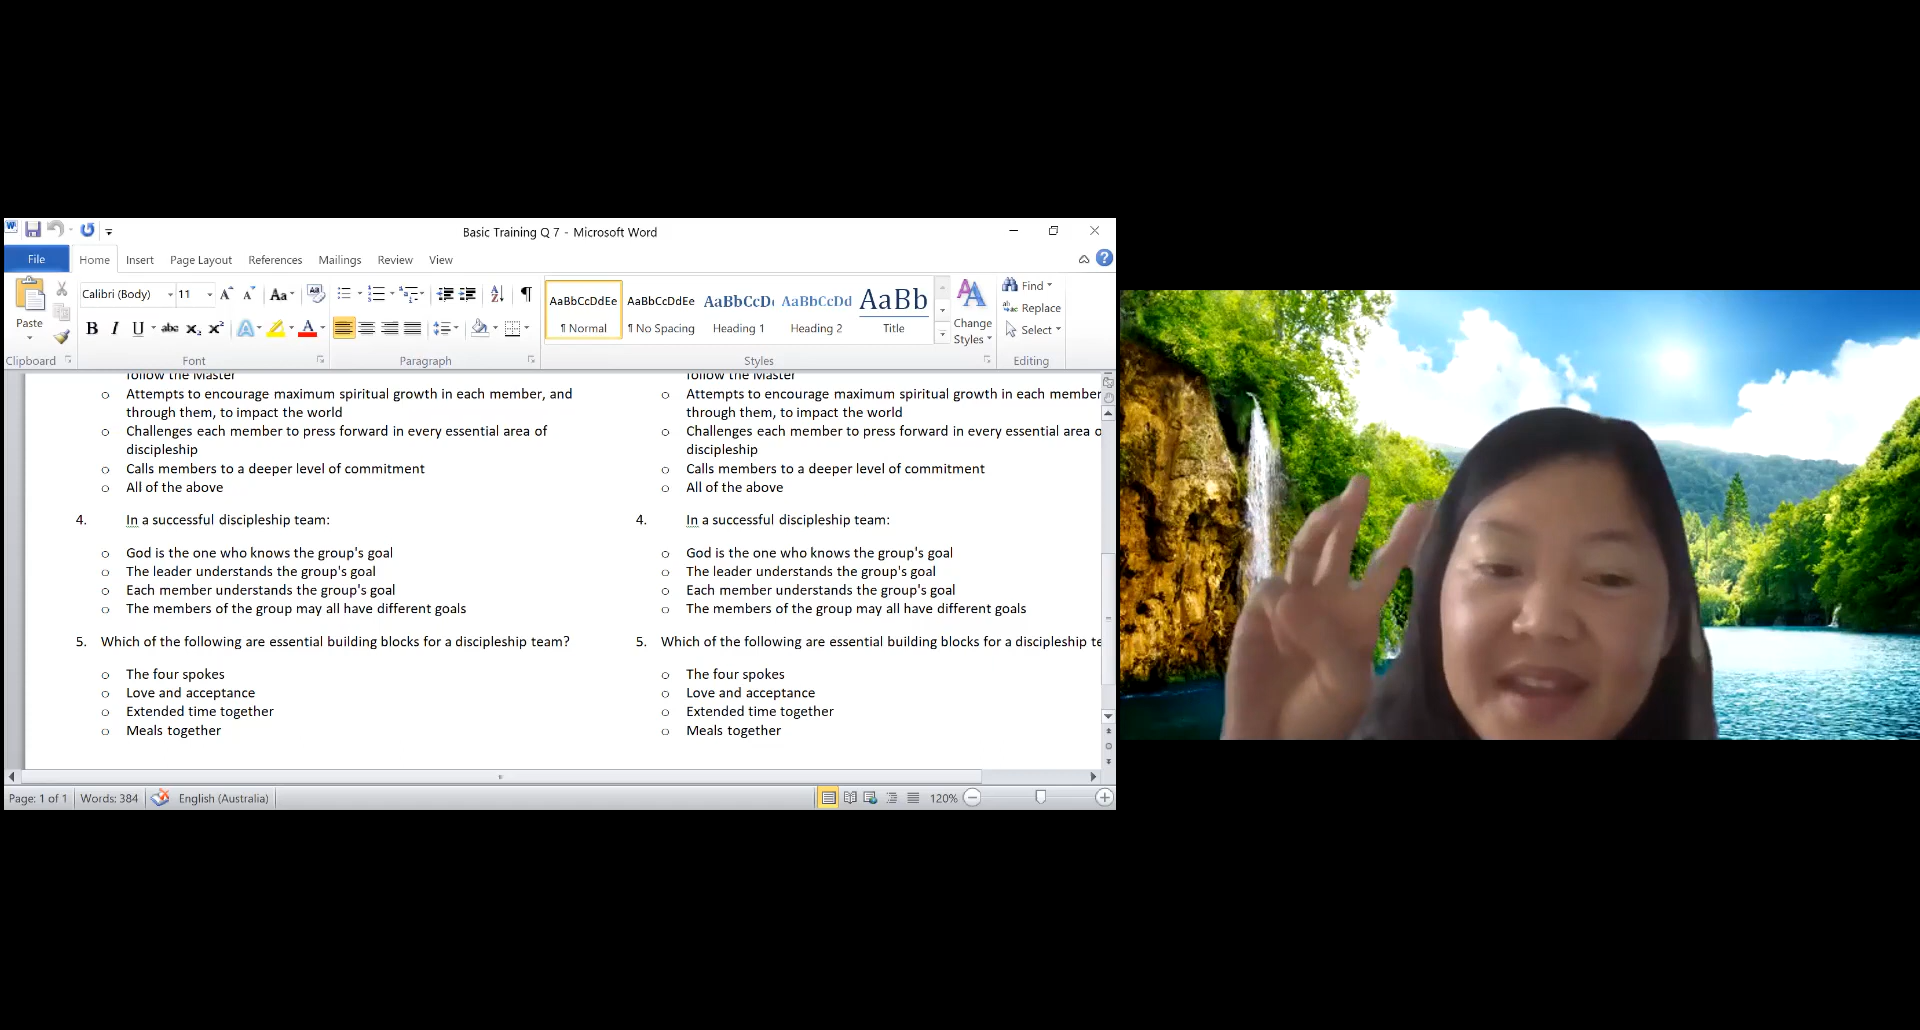 Basic Training Q 7 - Microsoft Word
File Home Insert Page Layout References Mailings Review View
Calibri (Body) 11
Find
Replace
Select
Paste
AaBbCcDdEe AaBbCcDdEe AaBbCcDd AaBbCcDd AaBb
¶ Normal ¶ No Spacing Heading 1 Heading 2 Title
Change
Styles
Clipboard Font Paragraph Styles Editing
follow the Master
Attempts to encourage maximum spiritual growth in each member, and
through them, to impact the world
Challenges each member to press forward in every essential area of
discipleship
Calls members to a deeper level of commitment
All of the above
4. In a successful discipleship team:
God is the one who knows the group's goal
The leader understands the group's goal
Each member understands the group's goal
The members of the group may all have different goals
5. Which of the following are essential building blocks for a discipleship team?
The four spokes
Love and acceptance
Extended time together
Meals together
follow the Master
Attempts to encourage maximum spiritual growth in each member
through them, to impact the world
Challenges each member to press forward in every essential area o
discipleship
Calls members to a deeper level of commitment
All of the above
4. In a successful discipleship team:
God is the one who knows the group's goal
The leader understands the group's goal
Each member understands the group's goal
The members of the group may all have different goals
5. Which of the following are essential building blocks for a discipleship te
The four spokes
Love and acceptance
Extended time together
Meals together
Page: 1 of 1 Words: 384 English (Australia) 120%